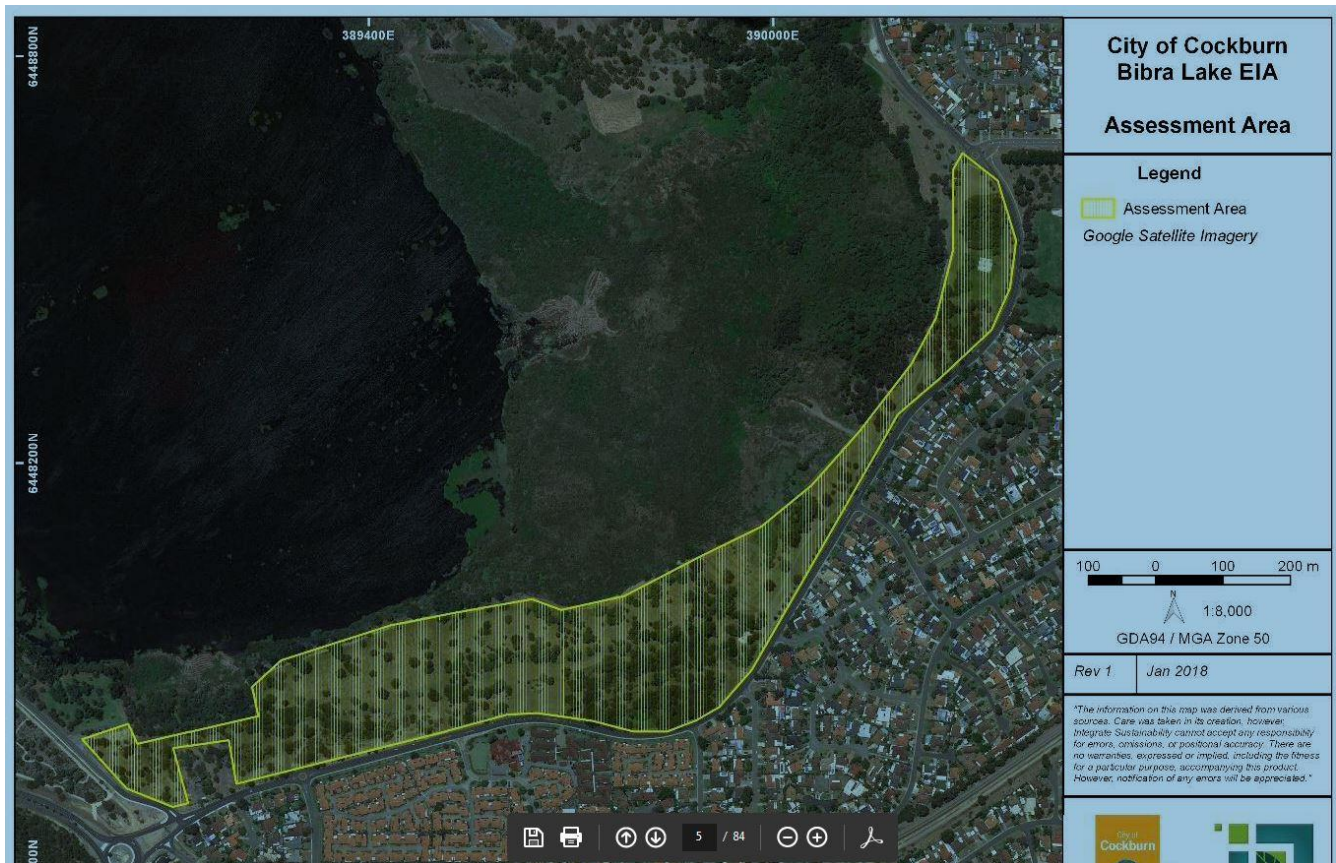 389400E
390000E
6448800N
6448200N
00N
City of Cockburn
Bibra Lake EIA
Assessment Area
Legend
Assessment Area
Google Satellite Imagery
100 0 100 200 m
N
1:8,000
GDA94 / MGA Zone 50
Rev 1 Jan 2018
"The information on this map was derived from various
sources. Care was taken in its creation, however,
Integrate Sustainability cannot accept any responsibility
for errors, omissions, or positional accuracy. There are
no warranties, expressed or implied, including the fitness
for a particular purpose, accompanying this product.
However, notification of any errors will be appreciated."
City of
Cockburn
5 / 84